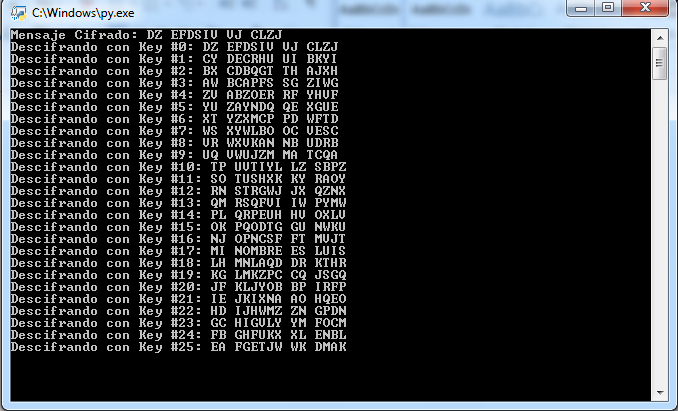 C:\Windows\py.exe
Mensaje Cifrado: DZ EFDSIV VJ CLZJ
Descifrando con Key #0: DZ EFDSIV VJ CLZJ
Descifrando con Key #1: CY DECRHU UI BKYI
Descifrando con Key #2: BX CDBQGT TH AJXH
Descifrando con Key #3: AW BCAPFS SG ZIWG
Descifrando con Key #4: ZV ABZOER RF YHVF
Descifrando con Key #5: YU ZAYNDQ QE XGUE
Descifrando con Key #6: XT YZXMCP PD WFTD
Descifrando con Key #7: WS XYWLBO OC VESC
Descifrando con Key #8: VR WXVKAN NB UDRB
Descifrando con Key #9: UQ VWUJZM MA TCQA
Descifrando con Key #10: TP UVTIYL LZ SBPZ
Descifrando con Key #11: SO TUSHXK KY RAOY
Descifrando con Key #12: RN STRGWJ JX QZNX
Descifrando con Key #13: QM RSQFVI IW PYMW
Descifrando con Key #14: PL QRPEUH HV OXLV
Descifrando con Key #15: OK PQODTG GU NWKU
Descifrando con Key #16: NJ OPNCSF FT MVJT
Descifrando con Key #17: MI NOMBRE ES LUIS
Descifrando con Key #18: LH MNLAQD DR KTHR
Descifrando con Key #19: KG LMKZPC CQ JSGQ
Descifrando con Key #20: JF KLJYOB BP IRFP
Descifrando con Key #21: IE JKIXNA AO HQEO
Descifrando con Key #22: HD IJHWMZ ZN GPDN
Descifrando con Key #23: GC HIGVLY YM FOCM
Descifrando con Key #24: FB GHFUKX XL ENBL
Descifrando con Key #25: EA FGETJW WK DMAK